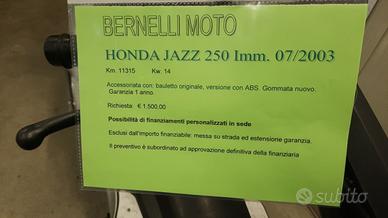 BERNELLI MOTO
HONDA JAZZ 250 Imm. 07/2003
Km. 11315 Kw. 14
Accessoriata con: bauletto originale, versione con ABS. Gommata nuovo.
Garanzia 1 anno.
Richiesta: € 1.500,00
Possibilità di finanziamenti personalizzati in sede
Esclusi dall'importo finanziabile: messa su strada ed estensione garanzia.
Il preventivo è subordinato ad approvazione definitiva della finanziaria
subito